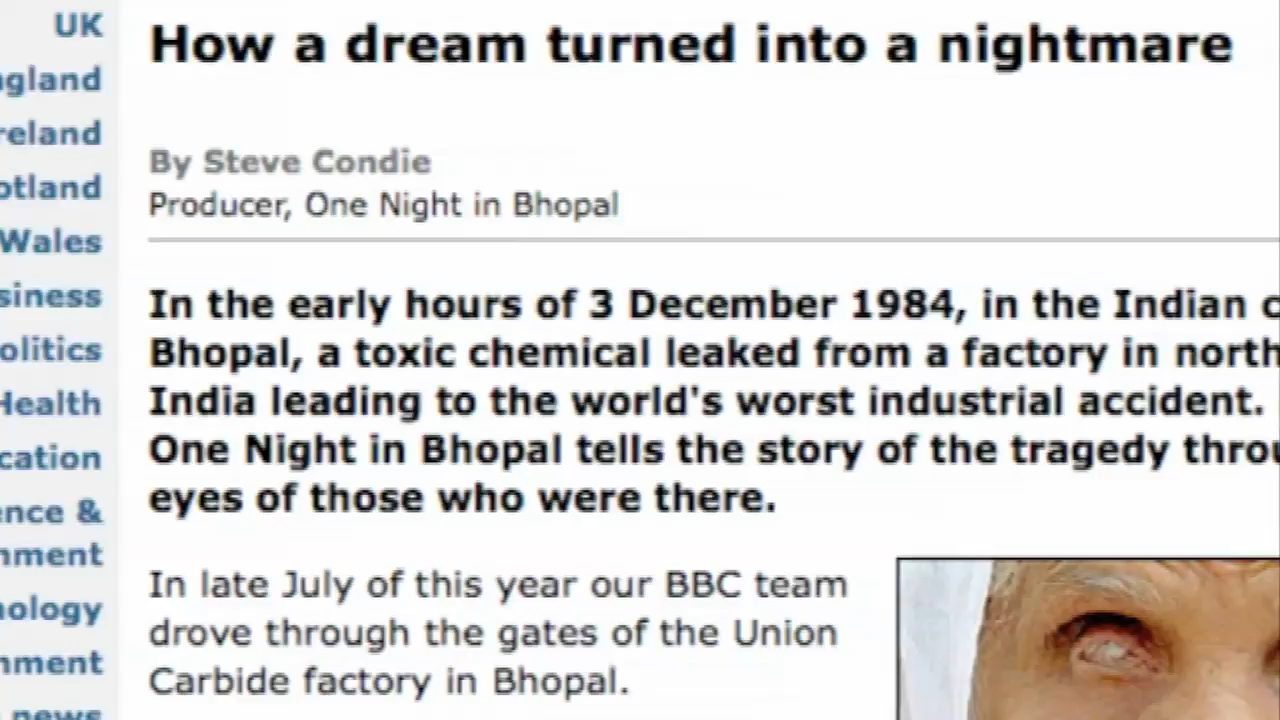 UK
How a dream turned into a nightmare
gland
reland
By Steve Condie
otland
Producer, One Night in Bhopal
Wales
siness
In the early hours of 3 December 1984, in the Indian c
olitics
Bhopal, a toxic chemical leaked from a factory in north
Health
India leading to the world's worst industrial accident.
cation
One Night in Bhopal tells the story of the tragedy throu
ence &
eyes of those who were there.
nment
In late July of this year our BBC team
nology
drove through the gates of the Union
nment
Carbide factory in Bhopal.
news